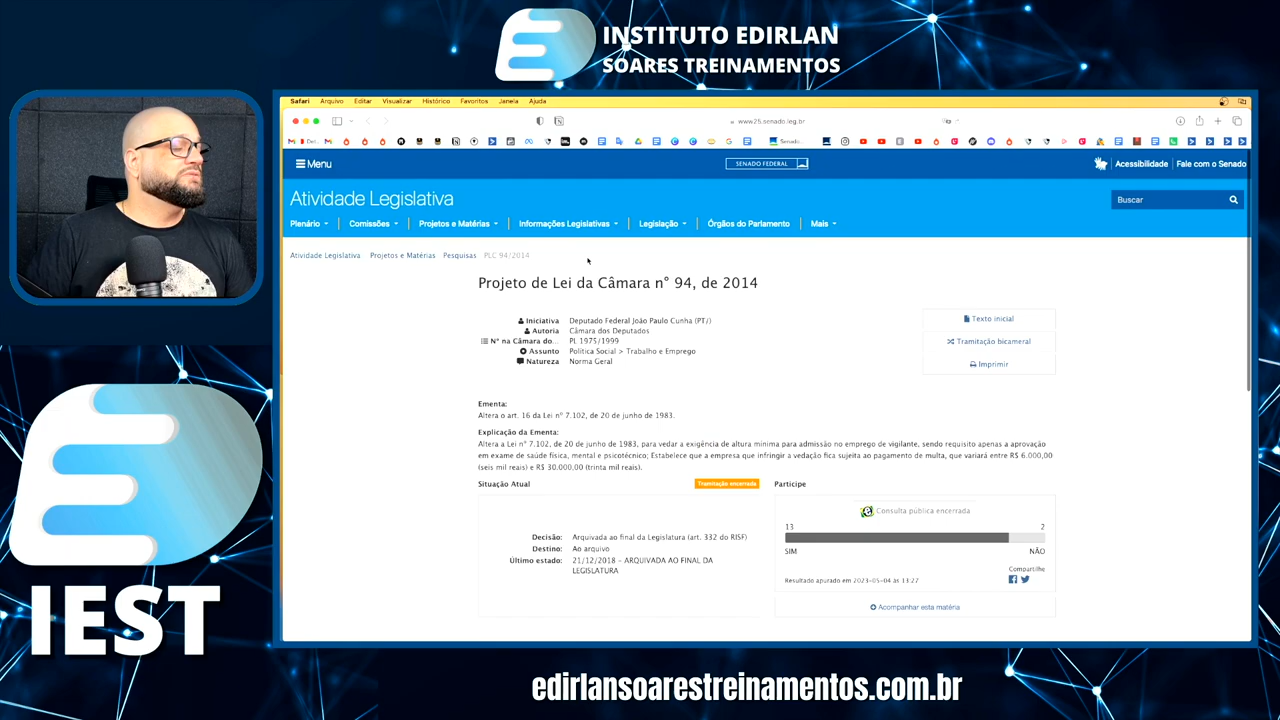 INSTITUTO EDIRLAN
SOARES TREINAMENTOS
Safari Arquivo Editar Visualizar Histórico Favoritos Janela Ajuda
www25.senado.leg.br
Senado...
Menu
SENADO FEDERAL
Acessibilidade Fale com o Senado
Atividade Legislativa
Buscar
Plenário Comissões Projetos e Matérias Informações Legislativas Legislação Órgãos do Parlamento Mais
Atividade Legislativa Projetos e Matérias Pesquisas PLC 94/2014
Projeto de Lei da Câmara n° 94, de 2014
Iniciativa Deputado Federal João Paulo Cunha (PT/)
Autoria Câmara dos Deputados
Nº na Câmara do... PL 1975/1999
Assunto Política Social > Trabalho e Emprego
Natureza Norma Geral
Texto inicial
Tramitação bicameral
Imprimir
Ementa:
Altera o art. 16 da Lei nº 7.102, de 20 de junho de 1983.
Explicação da Ementa:
Altera a Lei nº 7.102, de 20 de junho de 1983, para vedar a exigência de altura mínima para admissão no emprego de vigilante, sendo requisito apenas a aprovação
em exame de saúde física, mental e psicotécnico; Estabelece que a empresa que infringir a vedação fica sujeita ao pagamento de multa, que variará entre R$ 6.000,00
(seis mil reais) e R$ 30.000,00 (trinta mil reais).
Situação Atual Tramitação encerrada
Decisão: Arquivada ao final da Legislatura (art. 332 do RISF)
Destino: Ao arquivo
Último estado: 21/12/2018 - ARQUIVADA AO FINAL DA
LEGISLATURA
Participe
Consulta pública encerrada
13 2
SIM NÃO
Compartilhe
Resultado apurado em 2023-05-04 às 13:27
Acompanhar esta matéria
IEST
edirlansoarestreinamentos.com.br